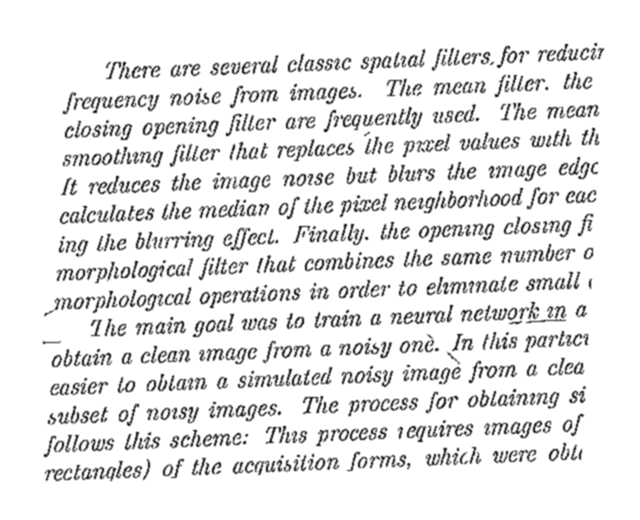 There are several classic spatial filters, for reducin
frequency noise from images. The mean filter. the
closing opening filter are frequently used. The mean
smoothing filter that replaces the pixel values with th
It reduces the image noise but blurs the image edge
calculates the median of the pixel neighborhood for eac
ing the blurring effect. Finally. the opening closing fi
morphological filter that combines the same number o
morphological operations in order to eliminate small
The main goal was to train a neural network in a
obtain a clean image from a noisy one. In this partici
easier to obtain a simulated noisy image from a clea
subset of noisy images. The process for obtaining si
follows this scheme: This process requires images of
rectangles) of the acquisition forms, which were obt